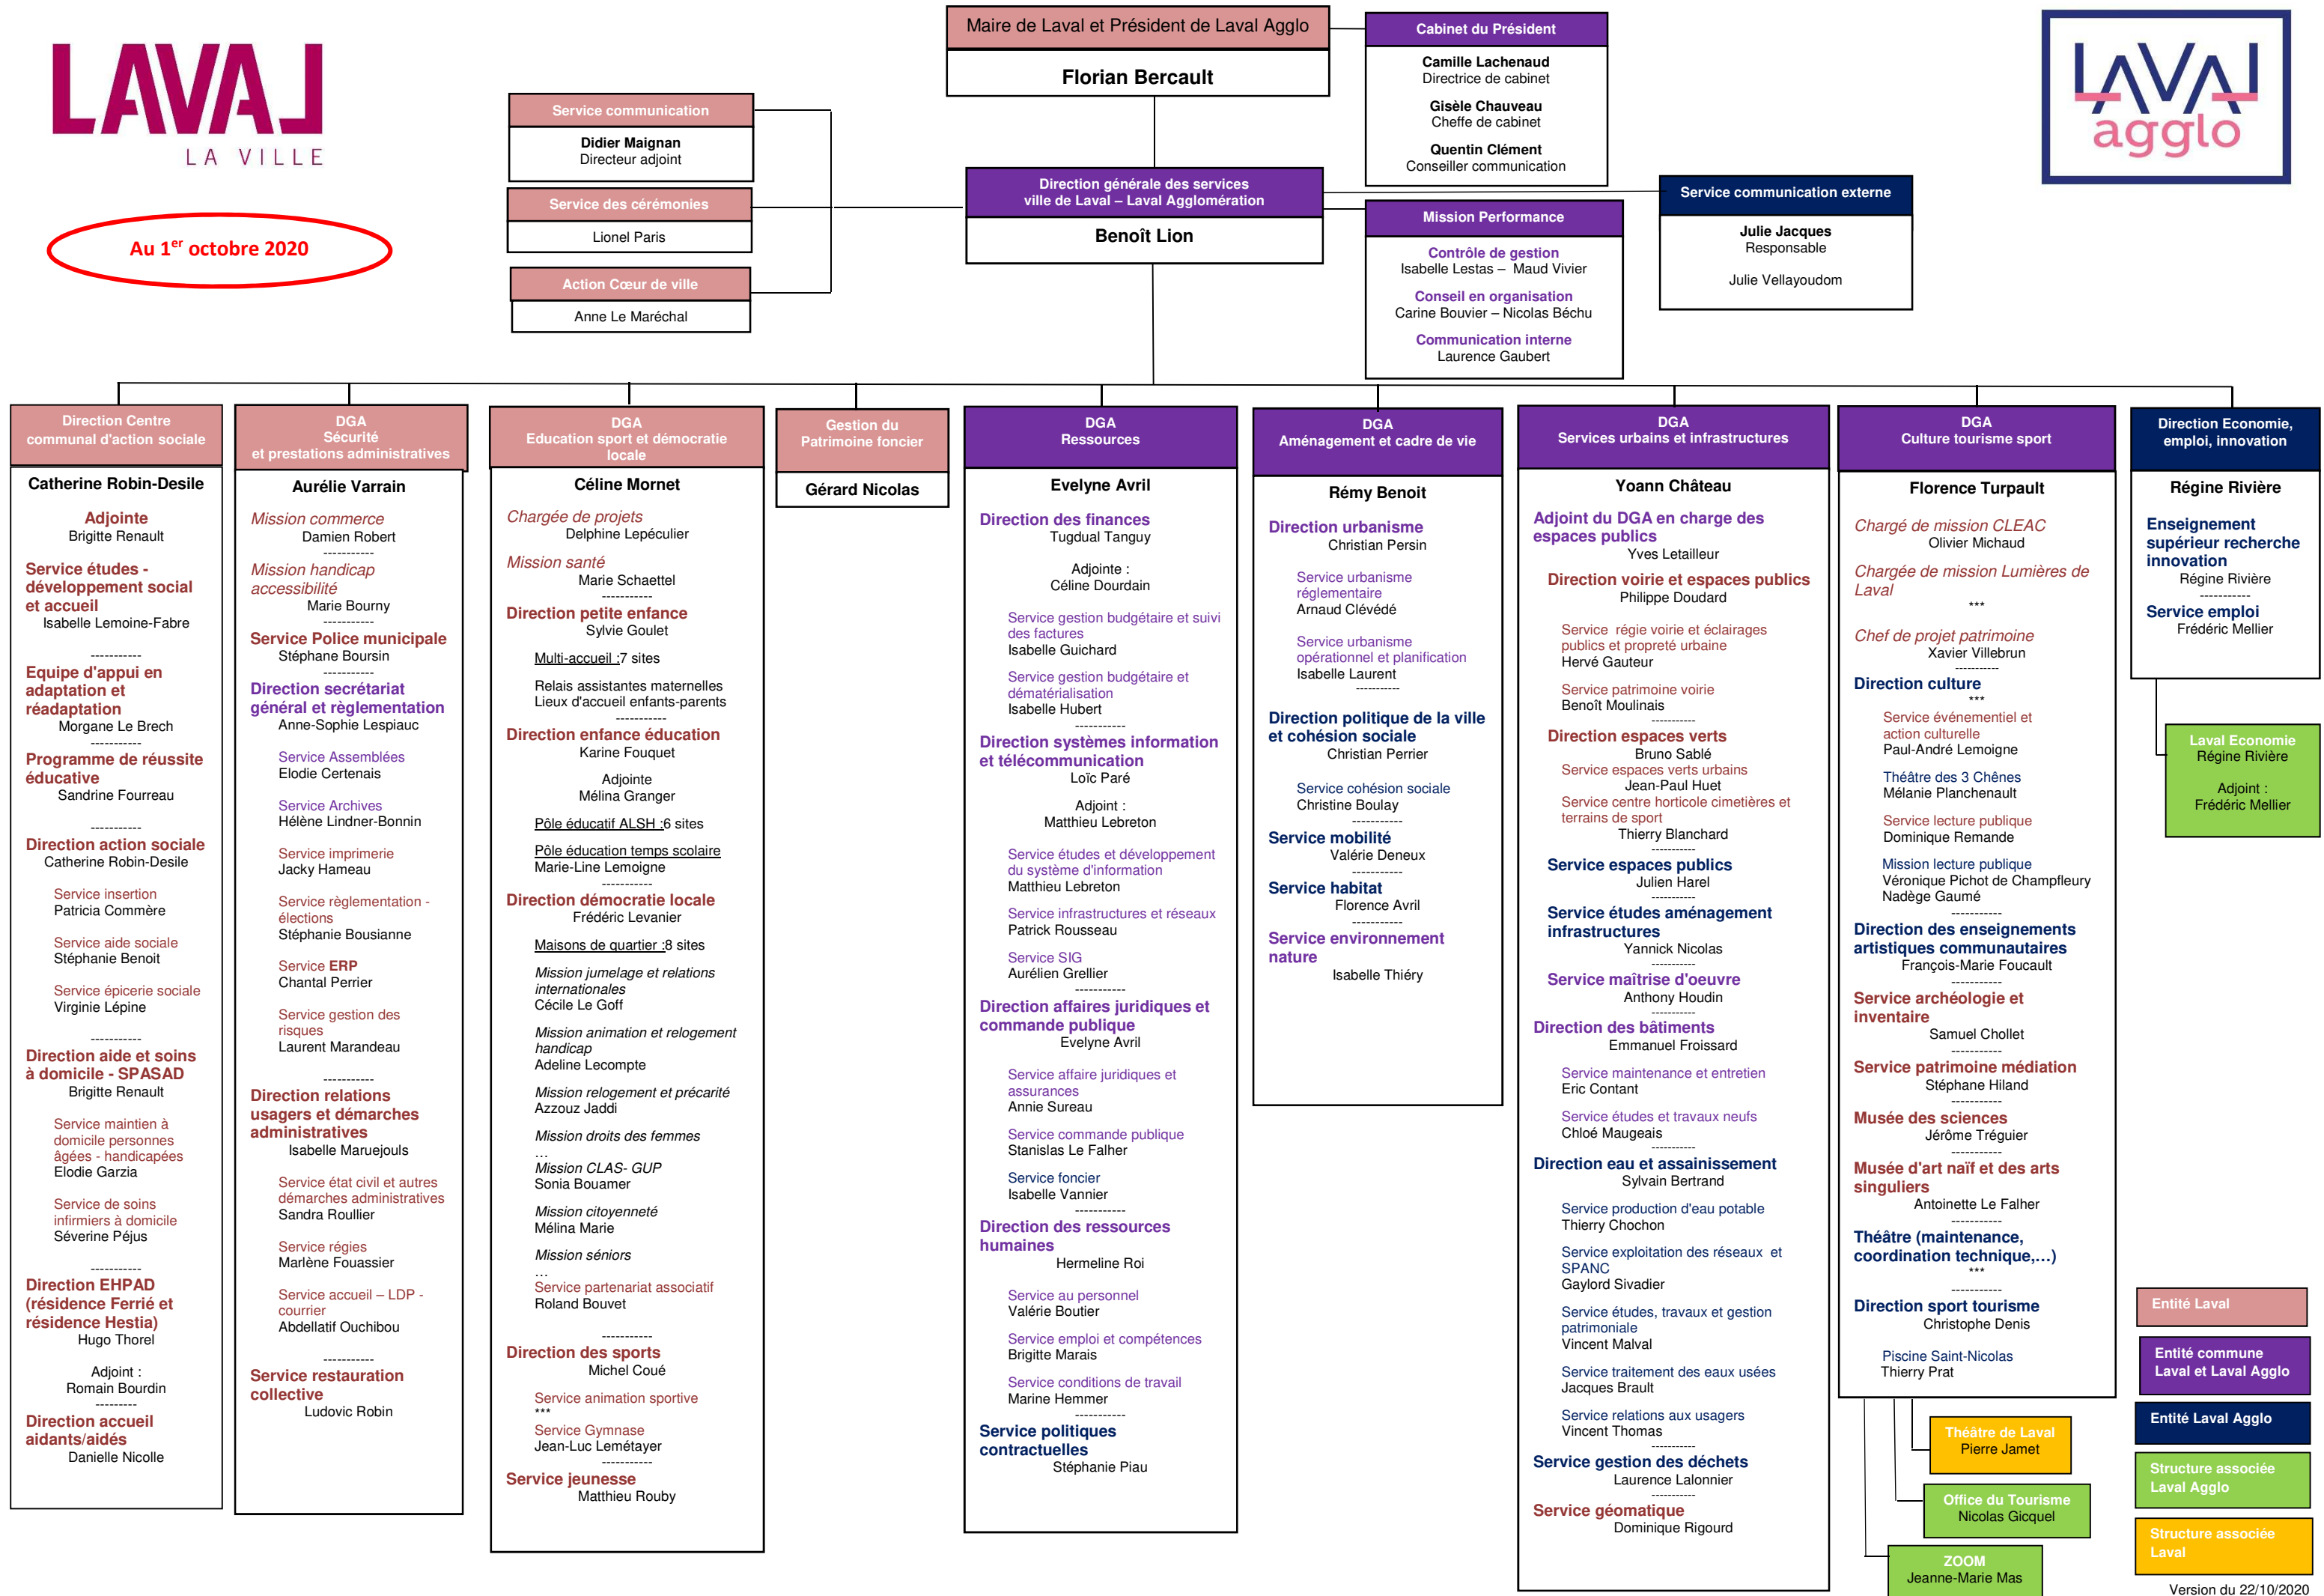 LAVAL
LA VILLE
Au 1er octobre 2020
Maire de Laval et Président de Laval Agglo
Florian Bercault
Cabinet du Président
Camille Lachenaud
Directrice de cabinet
Gisèle Chauveau
Cheffe de cabinet
Quentin Clément
Conseiller communication
LAVAL
agglo
Service communication
Didier Maignan
Directeur adjoint
Service des cérémonies
Lionel Paris
Action Cœur de ville
Anne Le Maréchal
Direction générale des services
ville de Laval – Laval Agglomération
Benoît Lion
Mission Performance
Contrôle de gestion
Isabelle Lestas – Maud Vivier
Conseil en organisation
Carine Bouvier – Nicolas Béchu
Communication interne
Laurence Gaubert
Service communication externe
Julie Jacques
Responsable
Julie Vellayoudom
Direction Centre
communal d'action sociale
Catherine Robin-Desile
Adjointe
Brigitte Renault
Service études -
développement social
et accueil
Isabelle Lemoine-Fabre
-----------
Equipe d'appui en
adaptation et
réadaptation
Morgane Le Brech
-----------
Programme de réussite
éducative
Sandrine Fourreau
-----------
Direction action sociale
Catherine Robin-Desile
Service insertion
Patricia Commère
Service aide sociale
Stéphanie Benoit
Service épicerie sociale
Virginie Lépine
-----------
Direction aide et soins
à domicile - SPASAD
Brigitte Renault
Service maintien à
domicile personnes
âgées - handicapées
Elodie Garzia
Service de soins
infirmiers à domicile
Séverine Péjus
-----------
Direction EHPAD
(résidence Ferrié et
résidence Hestia)
Hugo Thorel
Adjoint :
Romain Bourdin
---------
Direction accueil
aidants/aidés
Danielle Nicolle
DGA
Sécurité
et prestations administratives
Aurélie Varrain
Mission commerce
Damien Robert
-----------
Mission handicap
accessibilité
Marie Bourny
-----------
Service Police municipale
Stéphane Boursin
-----------
Direction secrétariat
général et règlementation
Anne-Sophie Lespiauc
Service Assemblées
Elodie Certenais
Service Archives
Hélène Lindner-Bonnin
Service imprimerie
Jacky Hameau
Service règlementation -
élections
Stéphanie Bousianne
Service ERP
Chantal Perrier
Service gestion des
risques
Laurent Marandeau
-----------
Direction relations
usagers et démarches
administratives
Isabelle Maruejouls
Service état civil et autres
démarches administratives
Sandra Roullier
Service régies
Marlène Fouassier
Service accueil – LDP -
courrier
Abdellatif Ouchibou
-----------
Service restauration
collective
Ludovic Robin
DGA
Education sport et démocratie
locale
Céline Mornet
Chargée de projets
Delphine Lepéculier
Mission santé
Marie Schaettel
-----------
Direction petite enfance
Sylvie Goulet
Multi-accueil :7 sites
Relais assistantes maternelles
Lieux d'accueil enfants-parents
-----------
Direction enfance éducation
Karine Fouquet
Adjointe
Mélina Granger
Pôle éducatif ALSH :6 sites
Pôle éducation temps scolaire
Marie-Line Lemoigne
-----------
Direction démocratie locale
Frédéric Levanier
Maisons de quartier :8 sites
Mission jumelage et relations
internationales
Cécile Le Goff
Mission animation et relogement
handicap
Adeline Lecompte
Mission relogement et précarité
Azzouz Jaddi
Mission droits des femmes
…
Mission CLAS- GUP
Sonia Bouamer
Mission citoyenneté
Mélina Marie
Mission séniors
…
Service partenariat associatif
Roland Bouvet
-----------
Direction des sports
Michel Coué
Service animation sportive
***
Service Gymnase
Jean-Luc Lemétayer
-----------
Service jeunesse
Matthieu Rouby
Gestion du
Patrimoine foncier
Gérard Nicolas
DGA
Ressources
Evelyne Avril
Direction des finances
Tugdual Tanguy
Adjointe :
Céline Dourdain
Service gestion budgétaire et suivi
des factures
Isabelle Guichard
Service gestion budgétaire et
dématérialisation
Isabelle Hubert
-----------
Direction systèmes information
et télécommunication
Loïc Paré
Adjoint :
Matthieu Lebreton
Service études et développement
du système d'information
Matthieu Lebreton
Service infrastructures et réseaux
Patrick Rousseau
Service SIG
Aurélien Grellier
-----------
Direction affaires juridiques et
commande publique
Evelyne Avril
Service affaire juridiques et
assurances
Annie Sureau
Service commande publique
Stanislas Le Falher
Service foncier
Isabelle Vannier
-----------
Direction des ressources
humaines
Hermeline Roi
Service au personnel
Valérie Boutier
Service emploi et compétences
Brigitte Marais
Service conditions de travail
Marine Hemmer
-----------
Service politiques
contractuelles
Stéphanie Piau
DGA
Aménagement et cadre de vie
Rémy Benoit
Direction urbanisme
Christian Persin
Service urbanisme
réglementaire
Arnaud Clévédé
Service urbanisme
opérationnel et planification
Isabelle Laurent
-----------
Direction politique de la ville
et cohésion sociale
Christian Perrier
Service cohésion sociale
Christine Boulay
-----------
Service mobilité
Valérie Deneux
-----------
Service habitat
Florence Avril
-----------
Service environnement
nature
Isabelle Thiéry
DGA
Services urbains et infrastructures
Yoann Château
Adjoint du DGA en charge des
espaces publics
Yves Letailleur
Direction voirie et espaces publics
Philippe Doudard
Service régie voirie et éclairages
publics et propreté urbaine
Hervé Gauteur
Service patrimoine voirie
Benoît Moulinais
-----------
Direction espaces verts
Bruno Sablé
Service espaces verts urbains
Jean-Paul Huet
Service centre horticole cimetières et
terrains de sport
Thierry Blanchard
-----------
Service espaces publics
Julien Harel
-----------
Service études aménagement
infrastructures
Yannick Nicolas
-----------
Service maîtrise d'oeuvre
Anthony Houdin
-----------
Direction des bâtiments
Emmanuel Froissard
Service maintenance et entretien
Eric Contant
Service études et travaux neufs
Chloé Maugeais
-----------
Direction eau et assainissement
Sylvain Bertrand
Service production d'eau potable
Thierry Chochon
Service exploitation des réseaux et
SPANC
Gaylord Sivadier
Service études, travaux et gestion
patrimoniale
Vincent Malval
Service traitement des eaux usées
Jacques Brault
Service relations aux usagers
Vincent Thomas
-----------
Service gestion des déchets
Laurence Lalonnier
-----------
Service géomatique
Dominique Rigourd
DGA
Culture tourisme sport
Florence Turpault
Chargé de mission CLEAC
Olivier Michaud
Chargée de mission Lumières de
Laval
***
Chef de projet patrimoine
Xavier Villebrun
-----------
Direction culture
***
Service événementiel et
action culturelle
Paul-André Lemoigne
Théâtre des 3 Chênes
Mélanie Planchenault
Service lecture publique
Dominique Remande
Mission lecture publique
Véronique Pichot de Champfleury
Nadège Gaumé
-----------
Direction des enseignements
artistiques communautaires
François-Marie Foucault
-----------
Service archéologie et
inventaire
Samuel Chollet
-----------
Service patrimoine médiation
Stéphane Hiland
-----------
Musée des sciences
Jérôme Tréguier
-----------
Musée d'art naïf et des arts
singuliers
Antoinette Le Falher
-----------
Théâtre (maintenance,
coordination technique,…)
***
-----------
Direction sport tourisme
Christophe Denis
Piscine Saint-Nicolas
Thierry Prat
Théâtre de Laval
Pierre Jamet
Office du Tourisme
Nicolas Gicquel
ZOOM
Jeanne-Marie Mas
Direction Economie,
emploi, innovation
Régine Rivière
Enseignement
supérieur recherche
innovation
Régine Rivière
-----------
Service emploi
Frédéric Mellier
Laval Economie
Régine Rivière
Adjoint :
Frédéric Mellier
Entité Laval
Entité commune
Laval et Laval Agglo
Entité Laval Agglo
Structure associée
Laval Agglo
Structure associée
Laval
Version du 22/10/2020